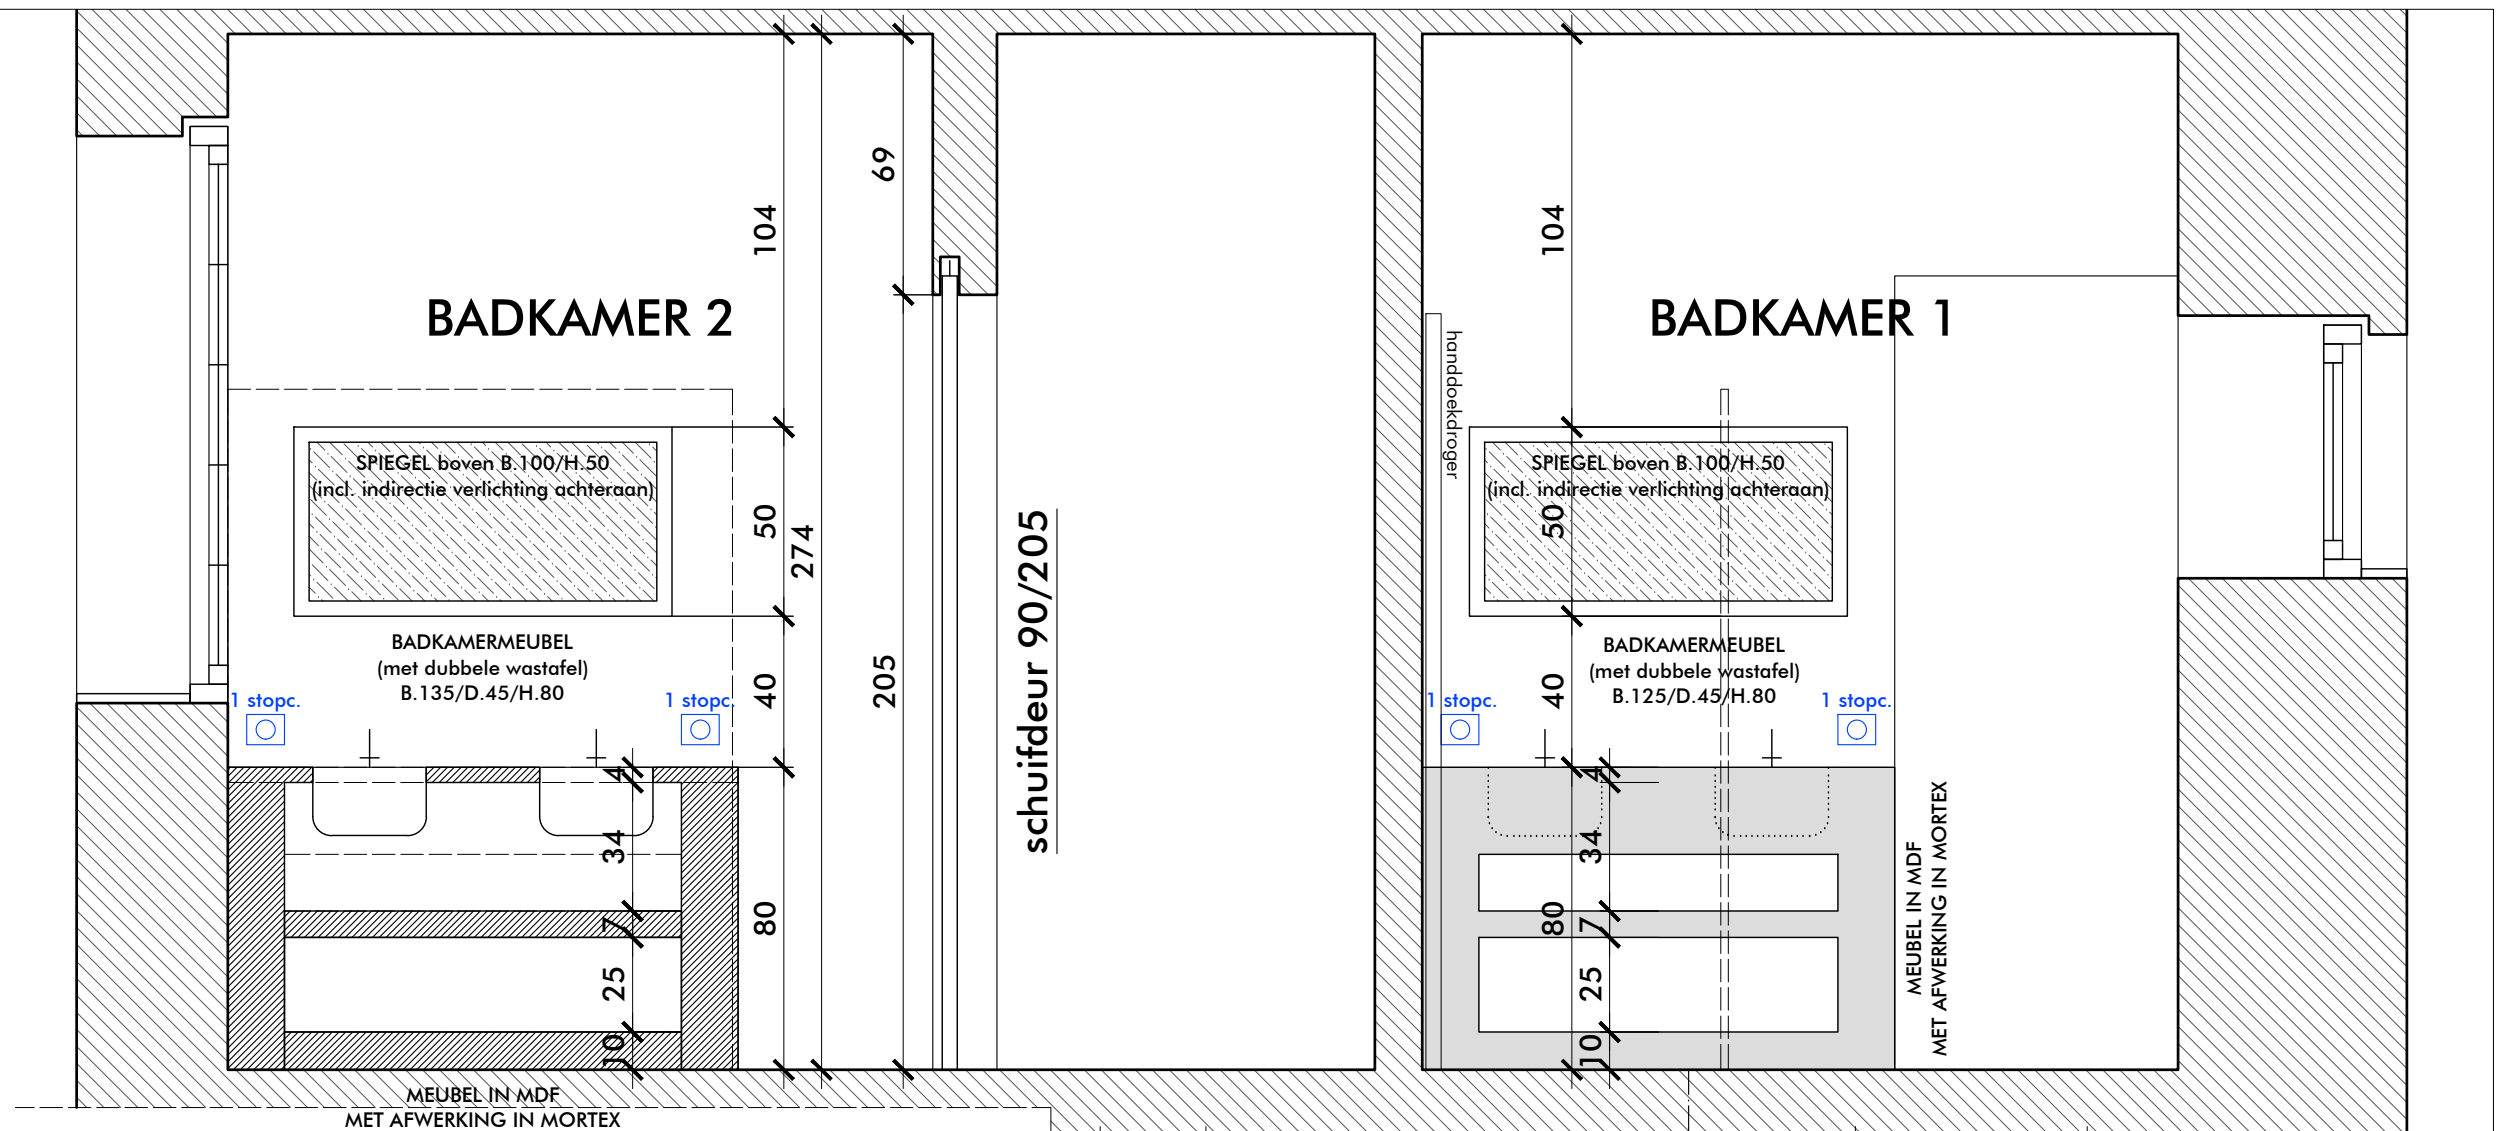 69
104
104
BADKAMER 2
BADKAMER 1
handdoekdroger
SPIEGEL boven B.100/H.50
(incl. indirectie verlichting achteraan)
50
274
SPIEGEL boven B.100/H.50
(incl. indirectie verlichting achteraan)
50
schuifdeur 90/205
BADKAMERMEUBEL
(met dubbele wastafel)
B.135/D.45/H.80
1 stopc.
1 stopc.
40
205
BADKAMERMEUBEL
(met dubbele wastafel)
B.125/D.45/H.80
1 stopc.
1 stopc.
40
4
34
7
25
10
80
4
34
7
25
10
80
MEUBEL IN MDF
MET AFWERKING IN MORTEX
MEUBEL IN MDF
MET AFWERKING IN MORTEX